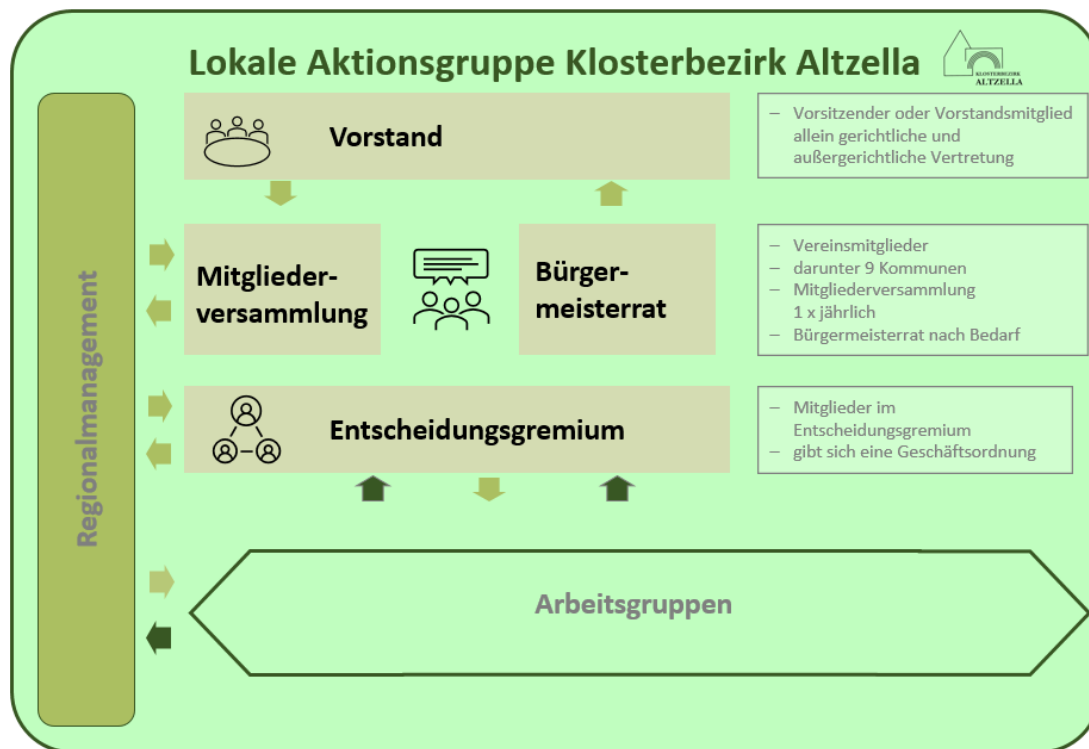 Lokale Aktionsgruppe Klosterbezirk Altzella
KLOSTERBEZIRK
ALTZELLA
Regionalmanagement
Vorstand
– Vorsitzender oder Vorstandsmitglied
allein gerichtliche und
außergerichtliche Vertretung
Mitglieder-
versammlung
Bürger-
meisterrat
– Vereinsmitglieder
– darunter 9 Kommunen
– Mitgliederversammlung
1 x jährlich
– Bürgermeisterrat nach Bedarf
Entscheidungsgremium
– Mitglieder im
Entscheidungsgremium
– gibt sich eine Geschäftsordnung
Arbeitsgruppen